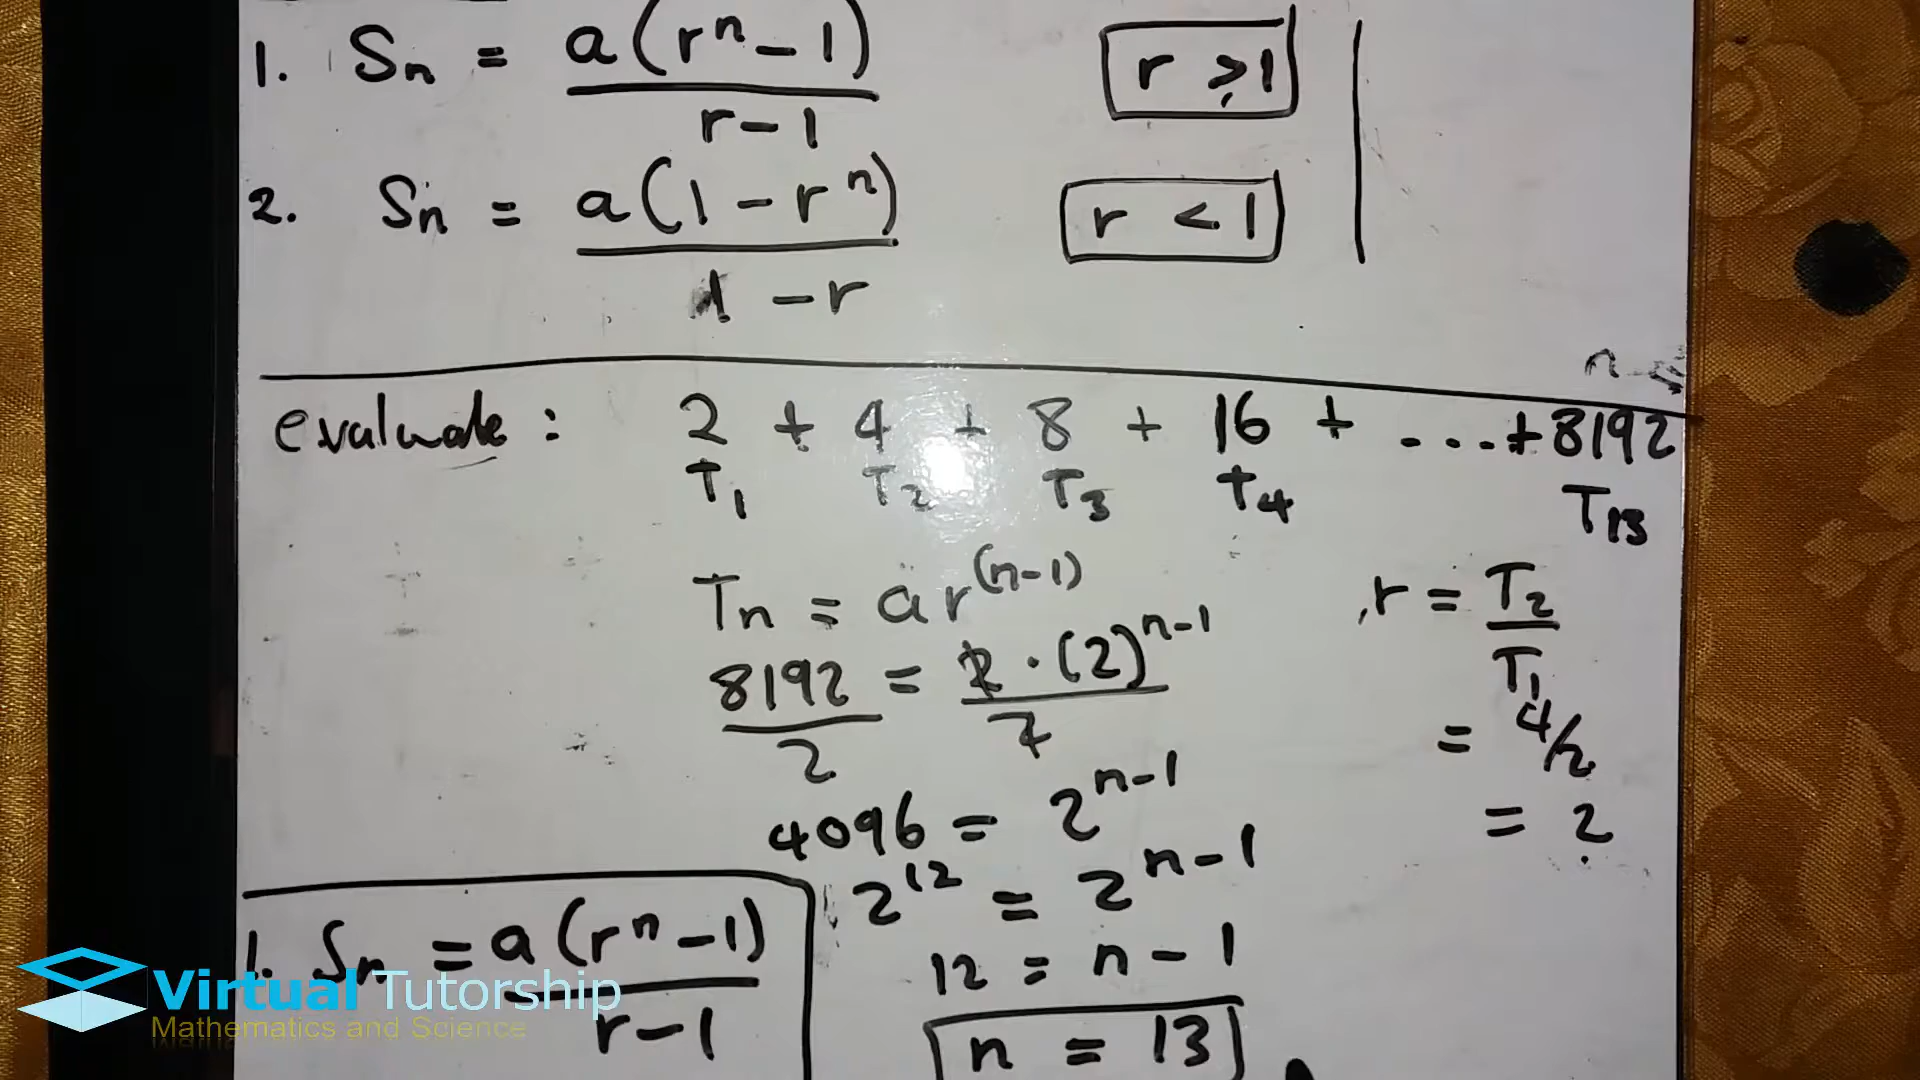 1. Sn = a(r^n - 1) / r - 1   r > 1
2. Sn = a(1 - r^n) / 1 - r   r < 1
n
evaluate: 2 + 4 + 8 + 16 + ....+ 8192
T1 T2 T3 T4 T13
Tn = ar^(n-1)
8192 / 2 = 2 · (2)^n-1 / 2
4096 = 2^n-1
2^12 = 2^n-1
12 = n - 1
n = 13
r = T2 / T1
= 4/2
= 2
1. Sn = a(r^n - 1) / r - 1
Virtual Tutorship
Mathematics and Science